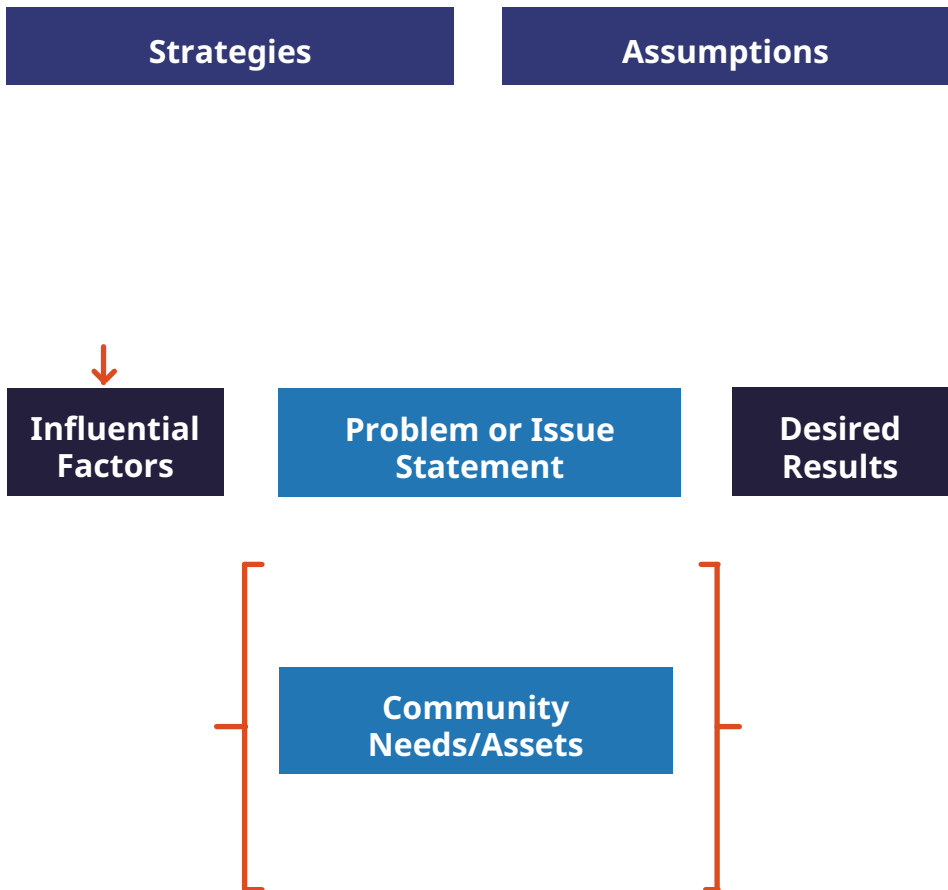 Strategies
Assumptions
Influential
Factors
Problem or Issue
Statement
Desired
Results
Community
Needs/Assets